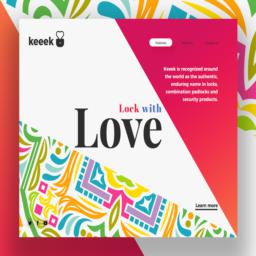 keeek
Features
Keeek is recognized around
the world as the authentic,
enduring name in locks,
combination padlocks and
security products.
Lock with
Love
Learn more